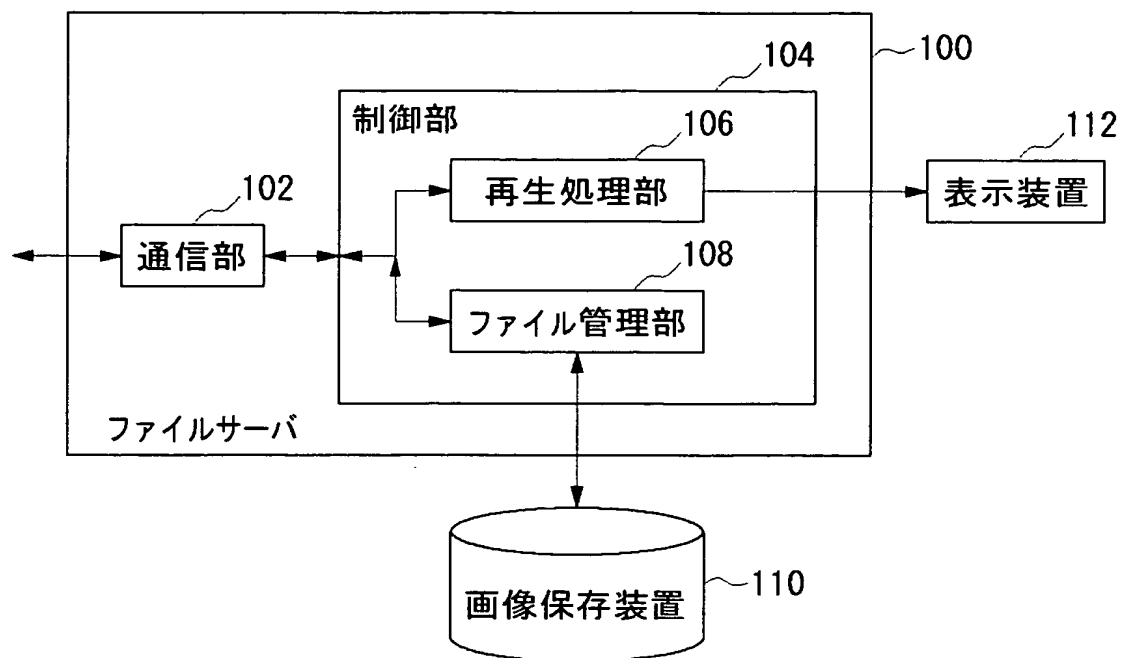 100
104
制御部
106
再生処理部
112
表示装置
102
通信部
108
ファイル管理部
ファイルサーバ
画像保存装置
110